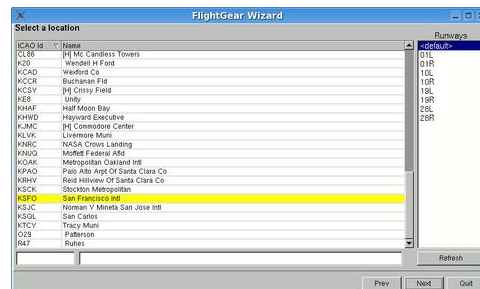 FlightGear Wizard
Select a location
Runways
ICAO Id Name
CL86 [H] Mc Candless Towers
K20 Wendell H Ford
KCAD Wexford Co
KCCR Buchanan Fld
KCSY [H] Crissy Field
KE8 Unity
KHAF Half Moon Bay
KHWD Hayward Executive
KJMC [H] Commodore Center
KLVK Livermore Muni
KNRC NASA Crows Landing
KNUQ Moffett Federal Afld
KOAK Metropolitan Oakland Intl
KPAO Palo Alto Arpt Of Santa Clara Co
KRHV Reid Hillview Of Santa Clara Co
KSCK Stockton Metropolitan
KSFO San Francisco Intl
KSJC Norman Y Mineta San Jose Intl
KSQL San Carlos
KTCY Tracy Muni
O29 Patterson
R47 Ruhes
<default>
01L
01R
10L
10R
19L
19R
28L
28R
Refresh
Prev Next Quit